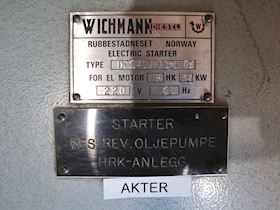 WICHMANN DIESEL W
RUBBESTADNESET NORWAY
ELECTRIC STARTER
TYPE
FOR EL MOTOR HK KW
220 V Hz
STARTER
RES. REV. OLJEPUMPE
HRK-ANLEGG
AKTER